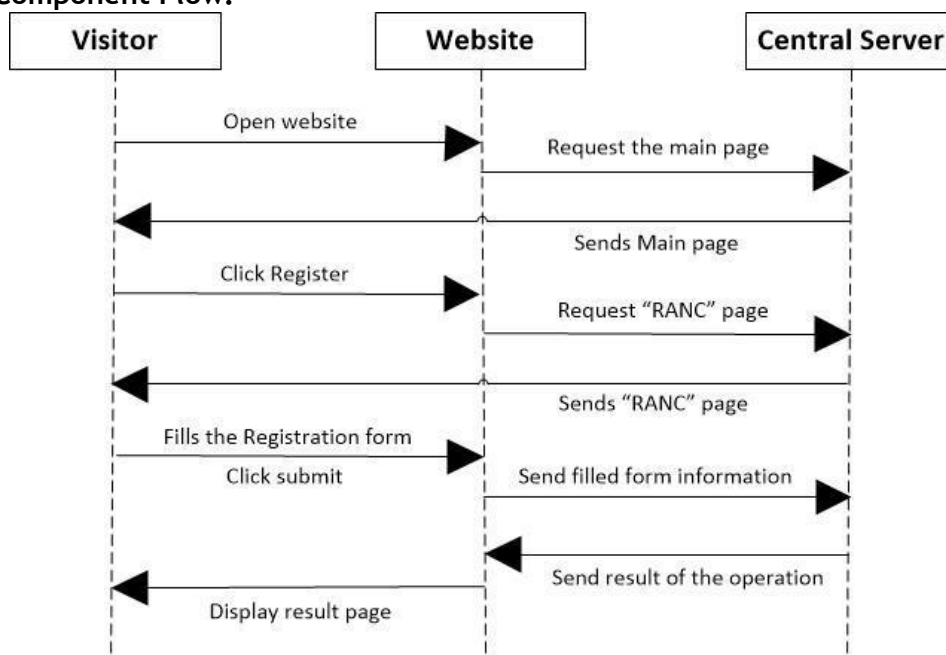 Component Flow:
Visitor
Website
Central Server
Open website
Request the main page
Sends Main page
Click Register
Request “RANC” page
Sends “RANC” page
Fills the Registration form
Click submit
Send filled form information
Send result of the operation
Display result page